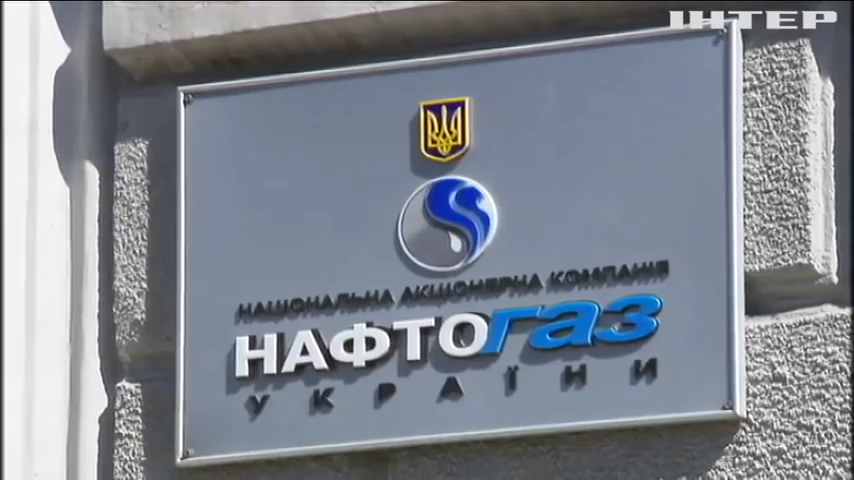 ІНТЕР
НАЦІОНАЛЬНА АКЦІОНЕРНА КОМПАНІЯ
НАФТОГАЗ
УКРАЇНИ